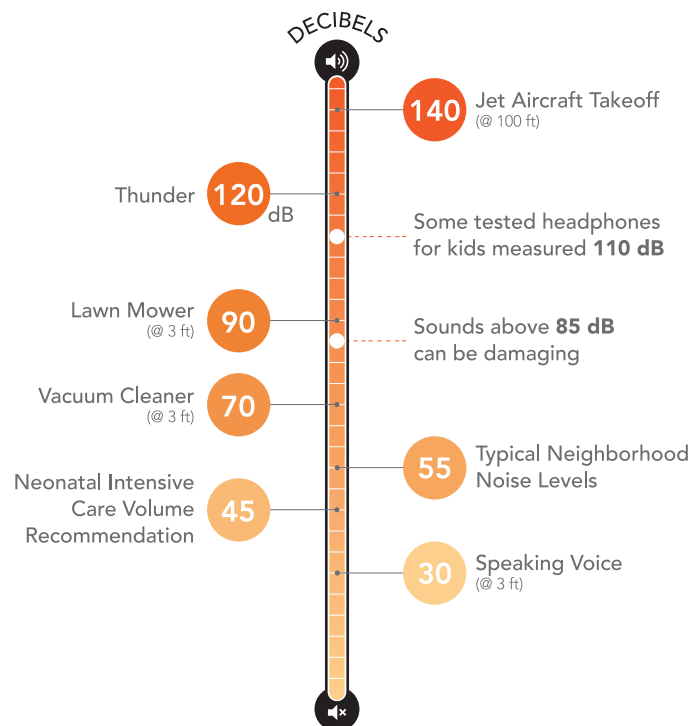 DECIBELS
140
Jet Aircraft Takeoff
(@ 100 ft)
Thunder
120
dB
Some tested headphones
for kids measured 110 dB
Lawn Mower
(@ 3 ft)
90
Sounds above 85 dB
can be damaging
Vacuum Cleaner
(@ 3 ft)
70
55
Typical Neighborhood
Noise Levels
Neonatal Intensive
Care Volume
Recommendation
45
30
Speaking Voice
(@ 3 ft)